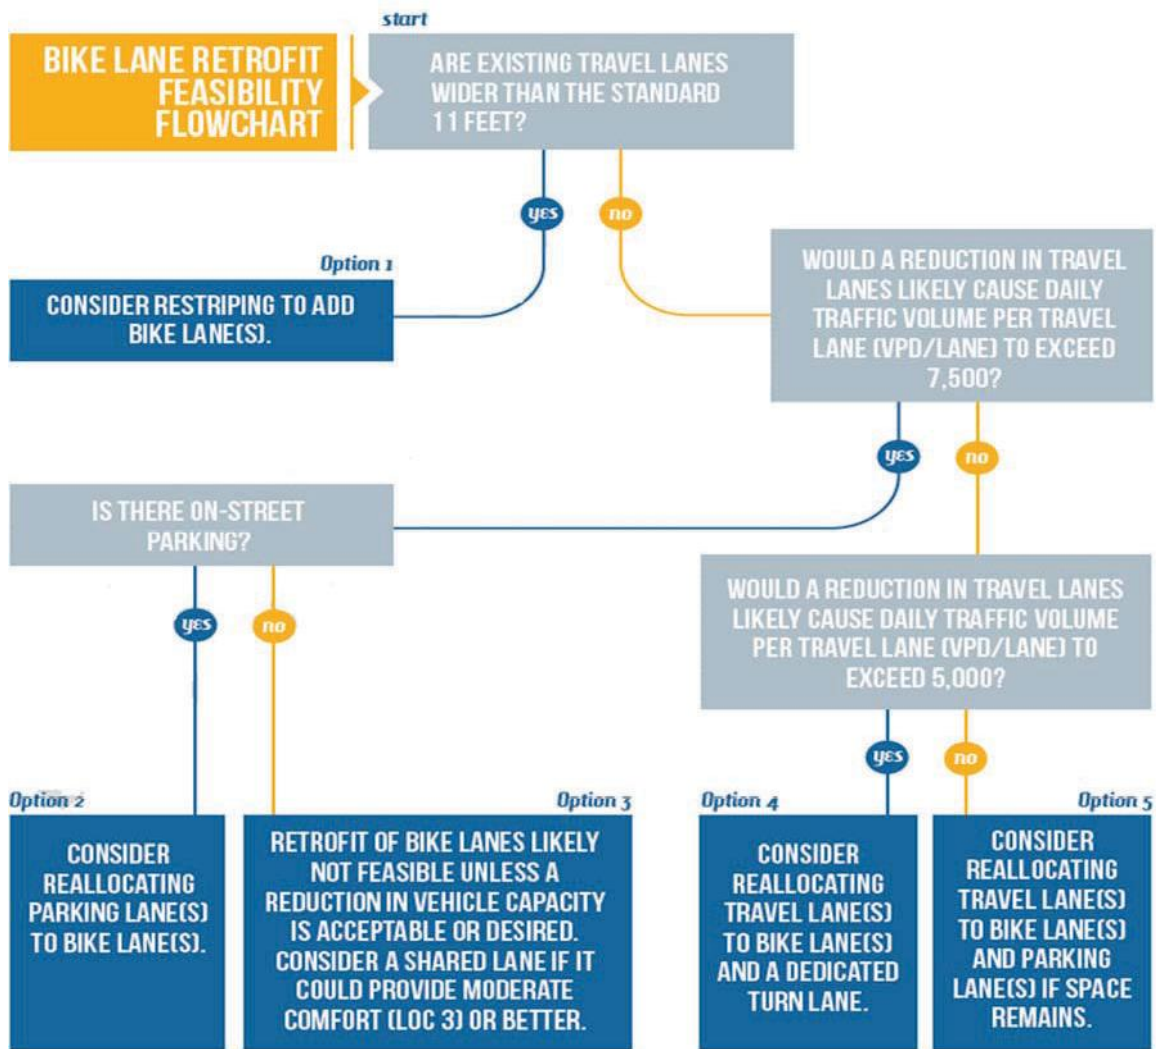 start
BIKE LANE RETROFIT
FEASIBILITY
FLOWCHART
ARE EXISTING TRAVEL LANES
WIDER THAN THE STANDARD
11 FEET?
yes
no
Option 1
CONSIDER RESTRIPING TO ADD
BIKE LANE(S).
WOULD A REDUCTION IN TRAVEL
LANES LIKELY CAUSE DAILY
TRAFFIC VOLUME PER TRAVEL
LANE (VPD/LANE) TO EXCEED
7,500?
yes
no
IS THERE ON-STREET
PARKING?
yes
no
WOULD A REDUCTION IN TRAVEL LANES
LIKELY CAUSE DAILY TRAFFIC VOLUME
PER TRAVEL LANE (VPD/LANE) TO
EXCEED 5,000?
yes
no
Option 2
CONSIDER
REALLOCATING
PARKING LANE(S)
TO BIKE LANE(S).
Option 3
RETROFIT OF BIKE LANES LIKELY
NOT FEASIBLE UNLESS A
REDUCTION IN VEHICLE CAPACITY
IS ACCEPTABLE OR DESIRED.
CONSIDER A SHARED LANE IF IT
COULD PROVIDE MODERATE
COMFORT (LOC 3) OR BETTER.
Option 4
CONSIDER
REALLOCATING
TRAVEL LANE(S)
TO BIKE LANE(S)
AND A DEDICATED
TURN LANE.
Option 5
CONSIDER
REALLOCATING
TRAVEL LANE(S)
TO BIKE LANE(S)
AND PARKING
LANE(S) IF SPACE
REMAINS.